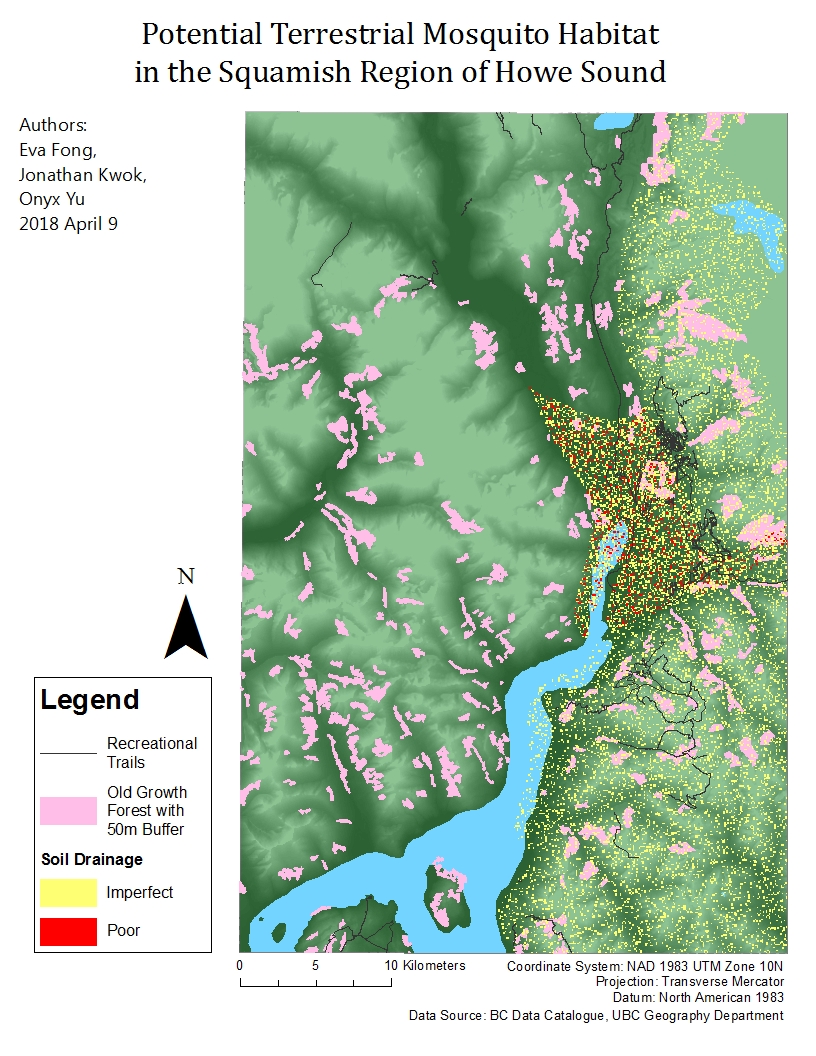 Potential Terrestrial Mosquito Habitat
in the Squamish Region of Howe Sound
Authors:
Eva Fong,
Jonathan Kwok,
Onyx Yu
2018 April 9
N
Legend
Recreational
Trails
Old Growth
Forest with
50m Buffer
Soil Drainage
Imperfect
Poor
0 5 10 Kilometers
Coordinate System: NAD 1983 UTM Zone 10N
Projection: Transverse Mercator
Datum: North American 1983
Data Source: BC Data Catalogue, UBC Geography Department